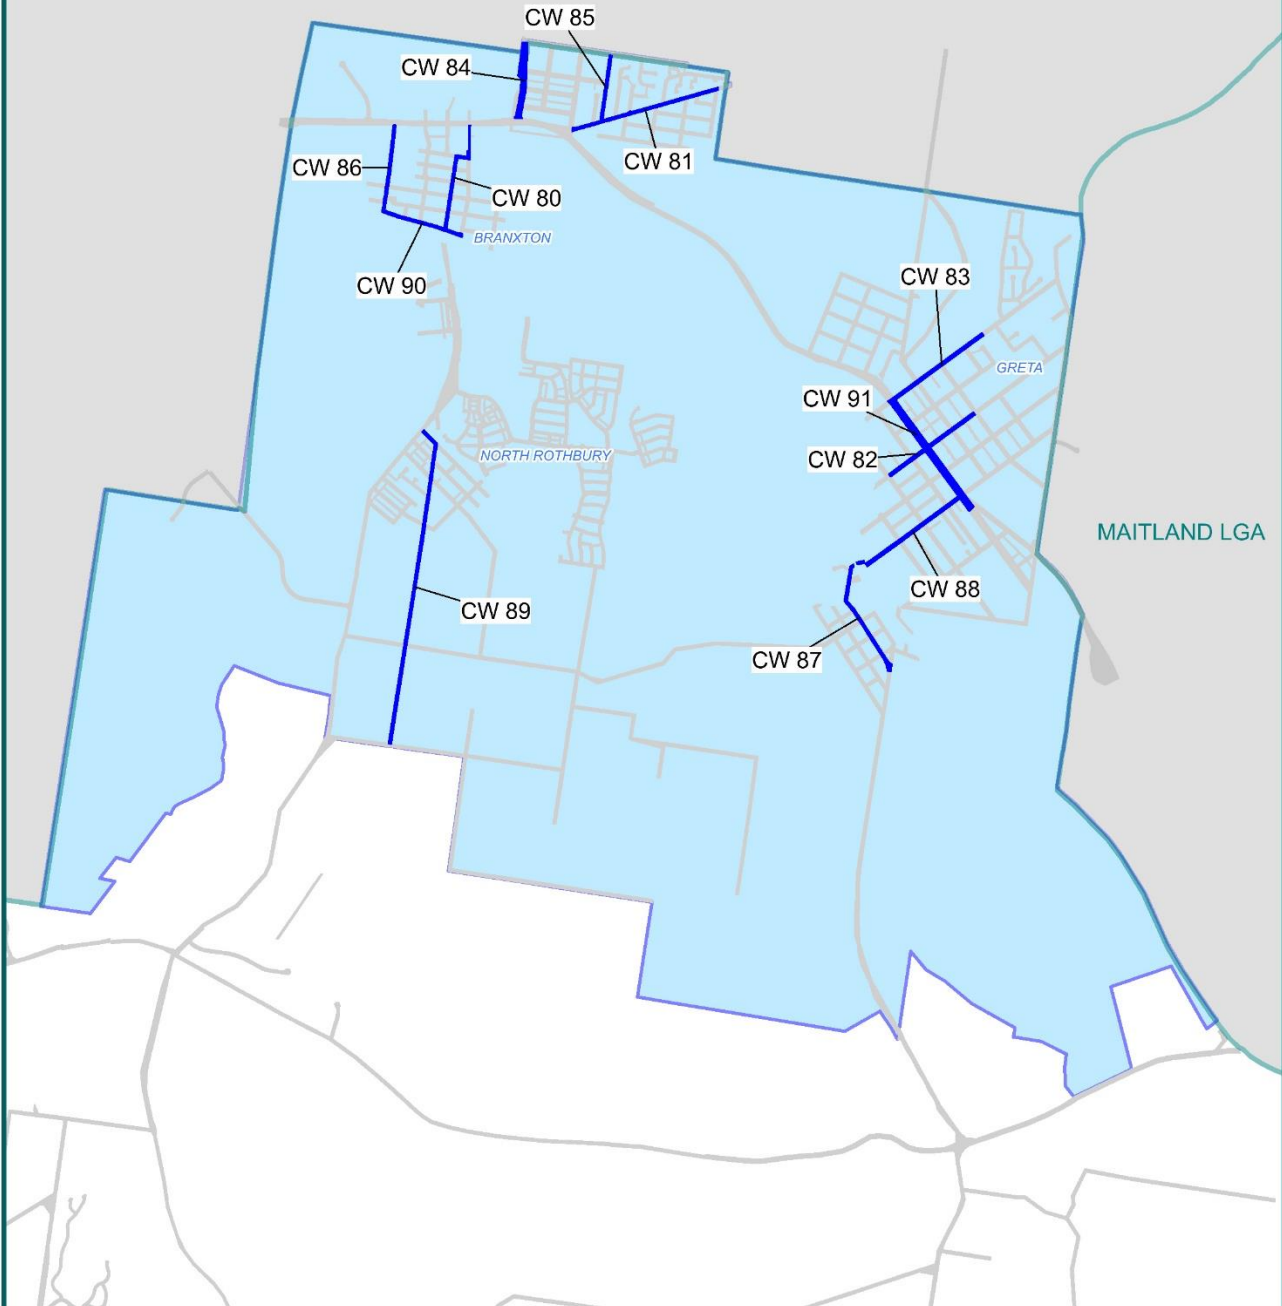 CW 85
CW 84
CW 81
CW 86
CW 80
BRANXTON
CW 83
CW 90
GRETA
CW 91
NORTH ROTHBURY
CW 82
MAITLAND LGA
CW 88
CW 89
CW 87